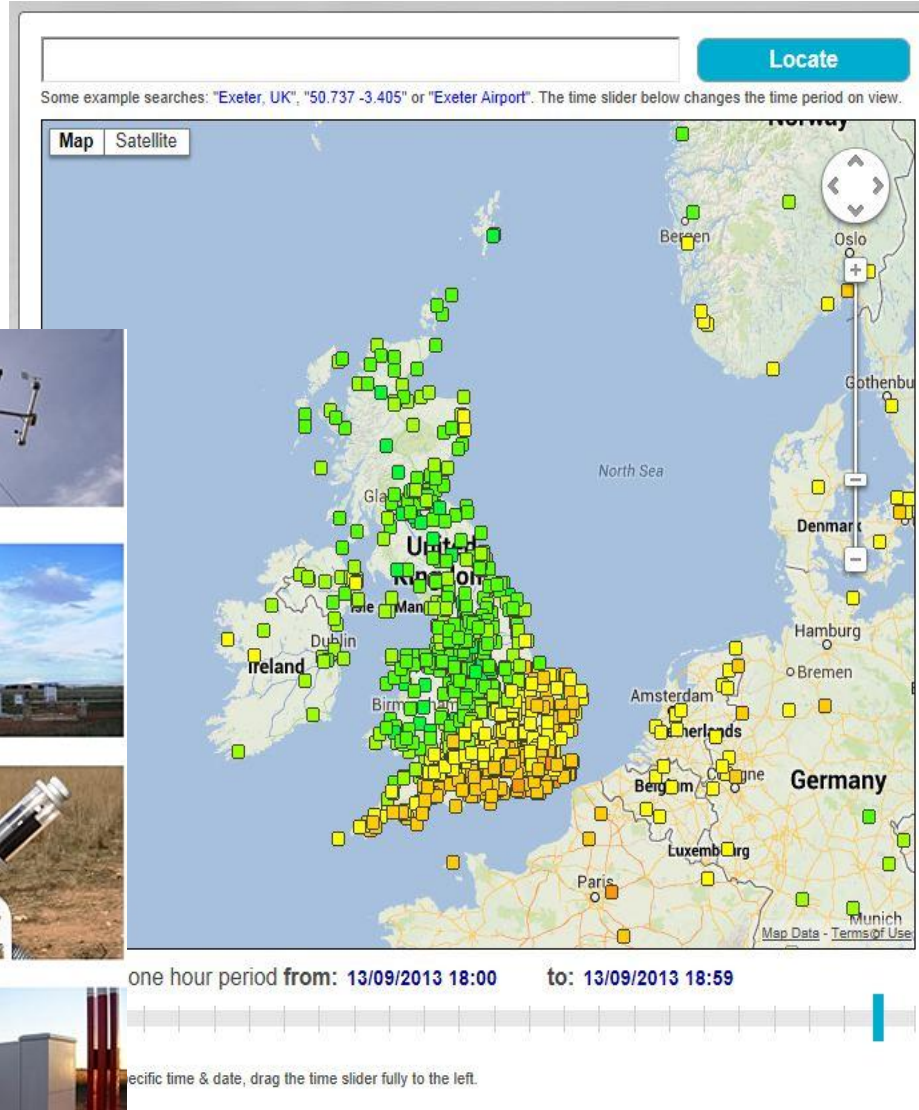 Locate
Some example searches: "Exeter, UK", "50.737 -3.405" or "Exeter Airport". The time slider below changes the time period on view.
Map Satellite
Norway
Bergen
Oslo
Gothenbu
North Sea
Gla
Denmark
United
Kingdom
Isle Man
Dublin
Ireland
Hamburg
Bremen
Amsterdam
Birm
Netherlands
Belgium
gne
Germany
Luxembourg
Paris
Munich
Map Data - Terms of Use
one hour period from: 13/09/2013 18:00 to: 13/09/2013 18:59
ecific time & date, drag the time slider fully to the left.